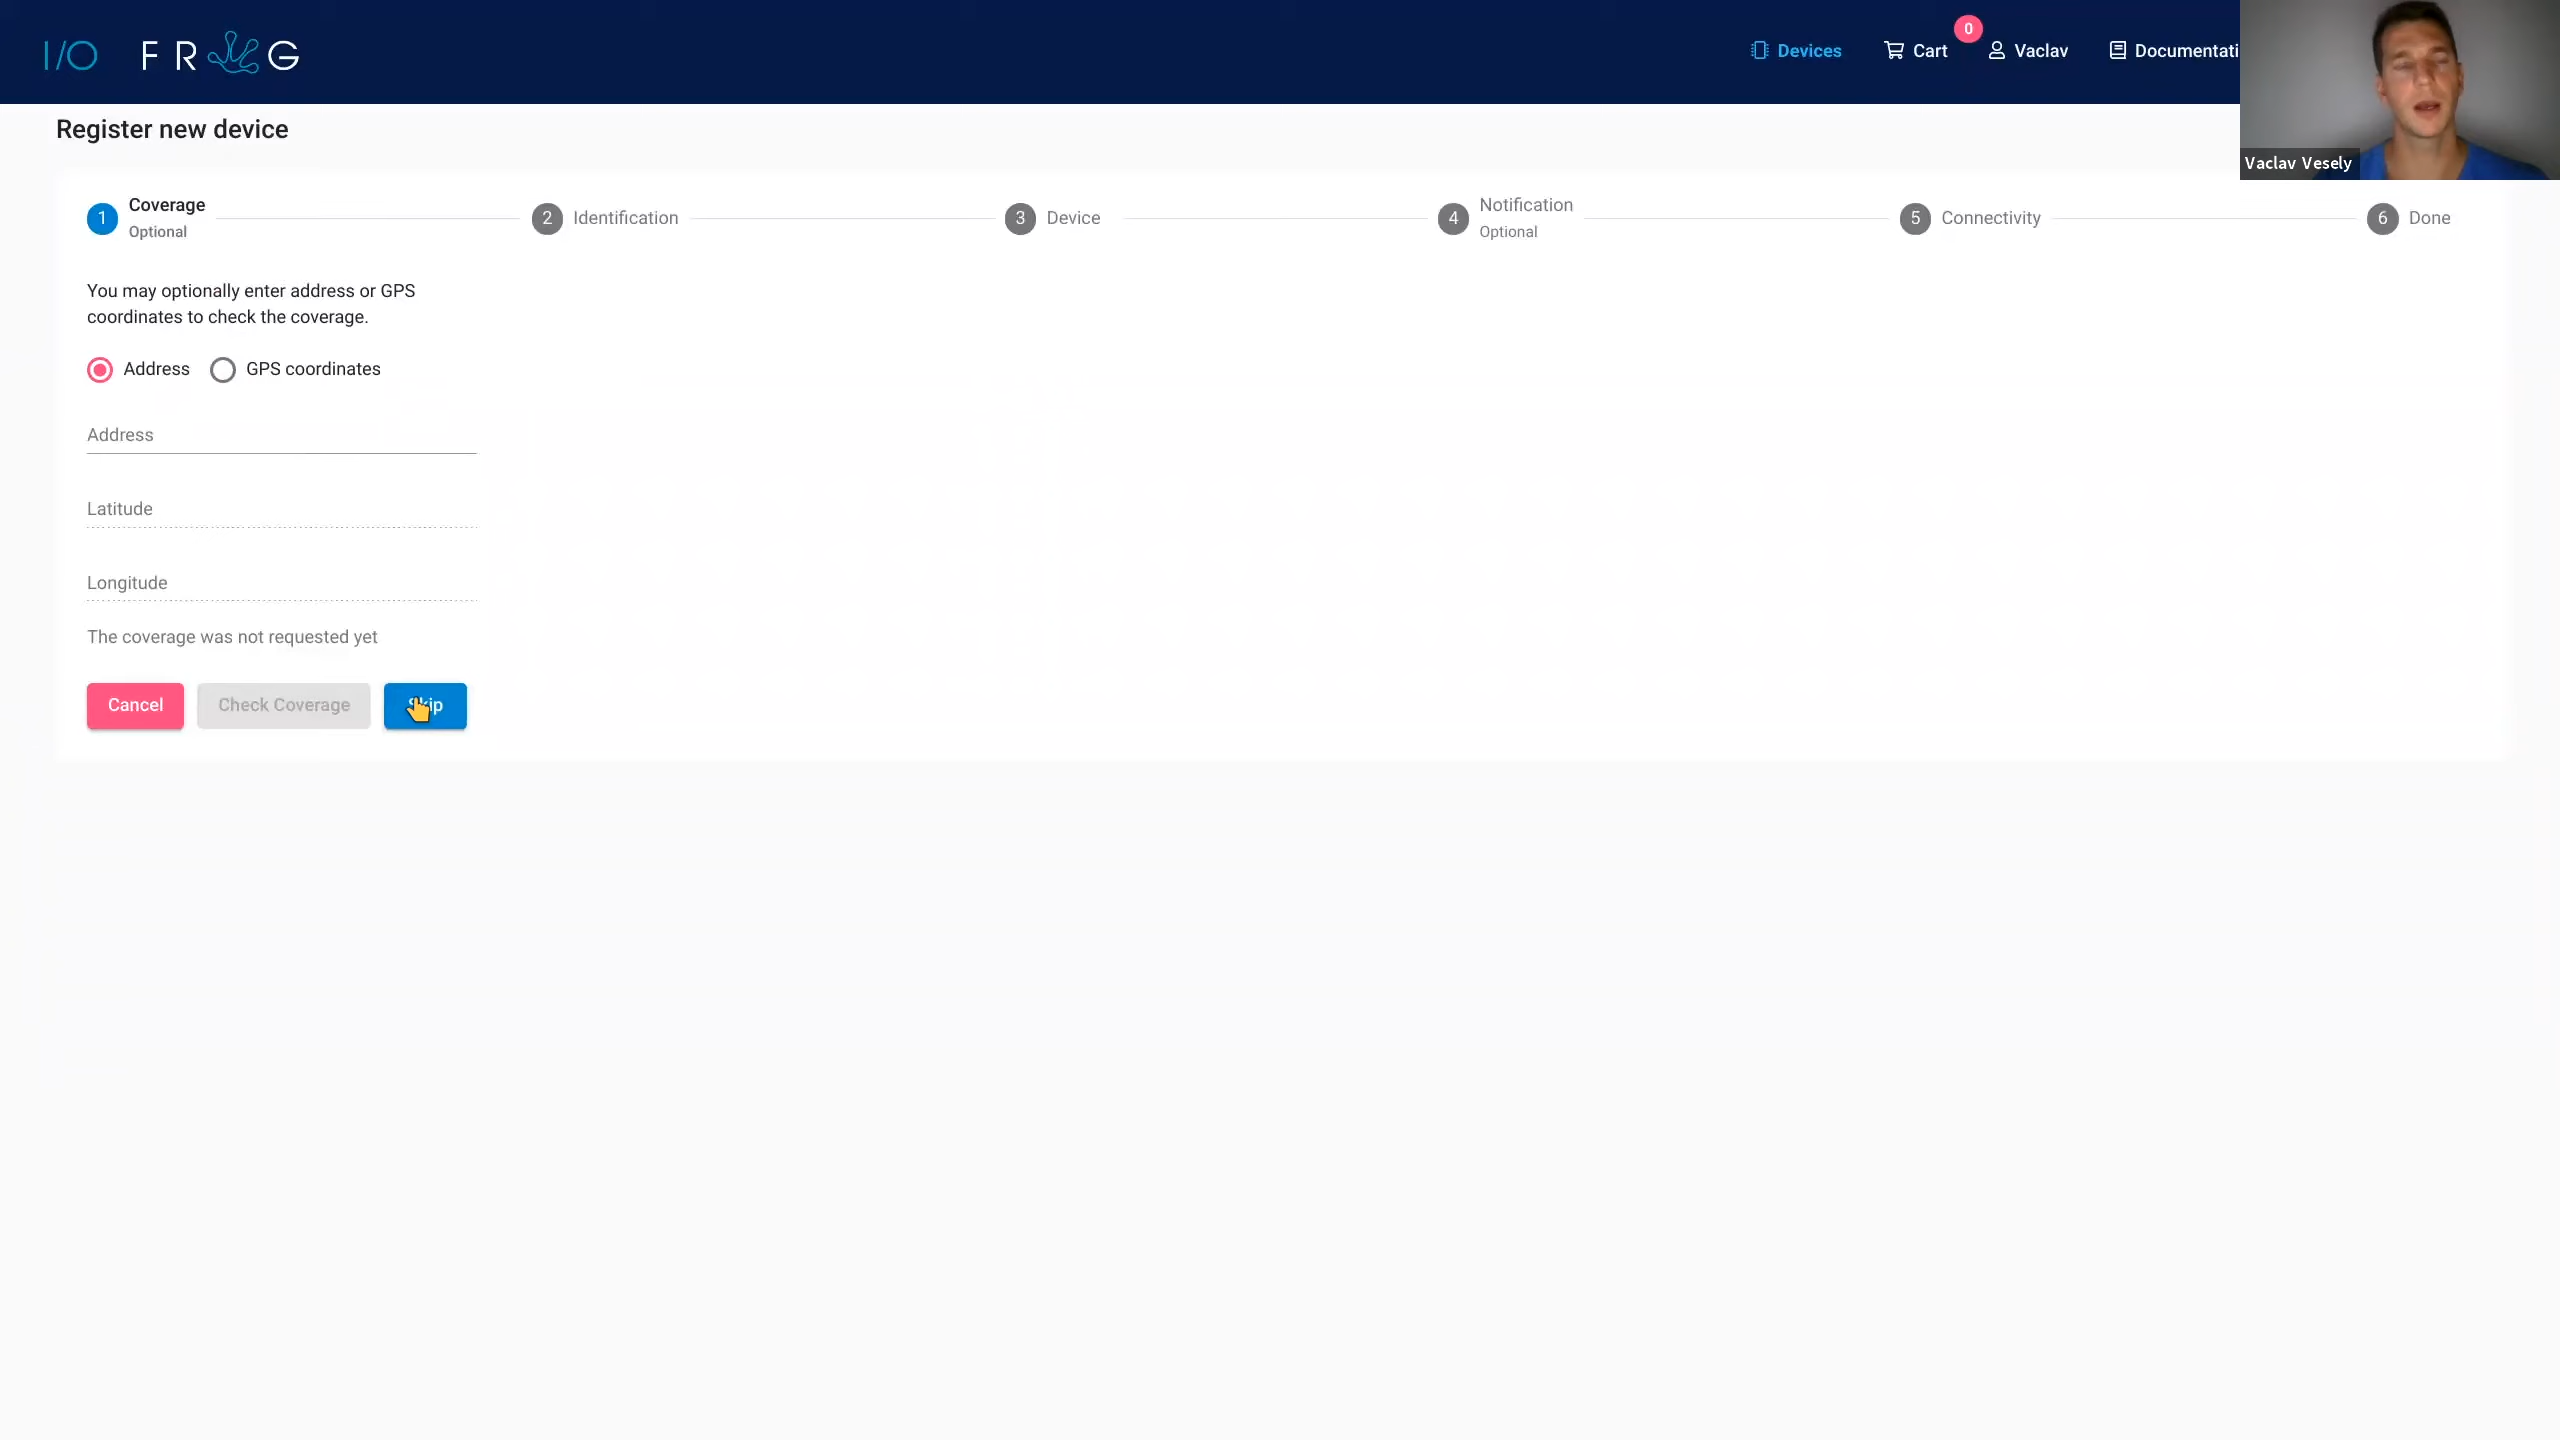 I/O FROG
Devices
Cart
0
Vaclav
Documentati
Vaclav Vesely
Register new device
1
Coverage
Optional
2
Identification
3
Device
4
Notification
Optional
5
Connectivity
6
Done
You may optionally enter address or GPS
coordinates to check the coverage.
Address
GPS coordinates
Address
Latitude
Longitude
The coverage was not requested yet
Cancel
Check Coverage
Skip